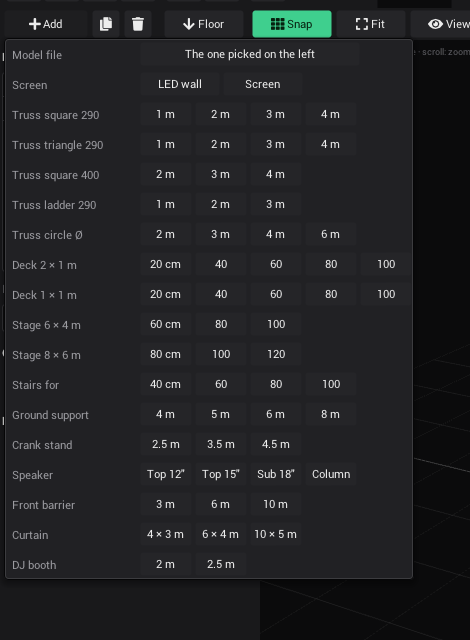 +Add Floor Snap Fit View
Model file The one picked on the left
scroll: zoom
Screen LED wall Screen
Truss square 290 1 m 2 m 3 m 4 m
Truss triangle 290 1 m 2 m 3 m 4 m
Truss square 400 2 m 3 m 4 m
Truss ladder 290 1 m 2 m 3 m
Truss circle Ø 2 m 3 m 4 m 6 m
Deck 2 × 1 m 20 cm 40 60 80 100
Deck 1 × 1 m 20 cm 40 60 80 100
Stage 6 × 4 m 60 cm 80 100
Stage 8 × 6 m 80 cm 100 120
Stairs for 40 cm 60 80 100
Ground support 4 m 5 m 6 m 8 m
Crank stand 2.5 m 3.5 m 4.5 m
Speaker Top 12" Top 15" Sub 18" Column
Front barrier 3 m 6 m 10 m
Curtain 4 × 3 m 6 × 4 m 10 × 5 m
DJ booth 2 m 2.5 m